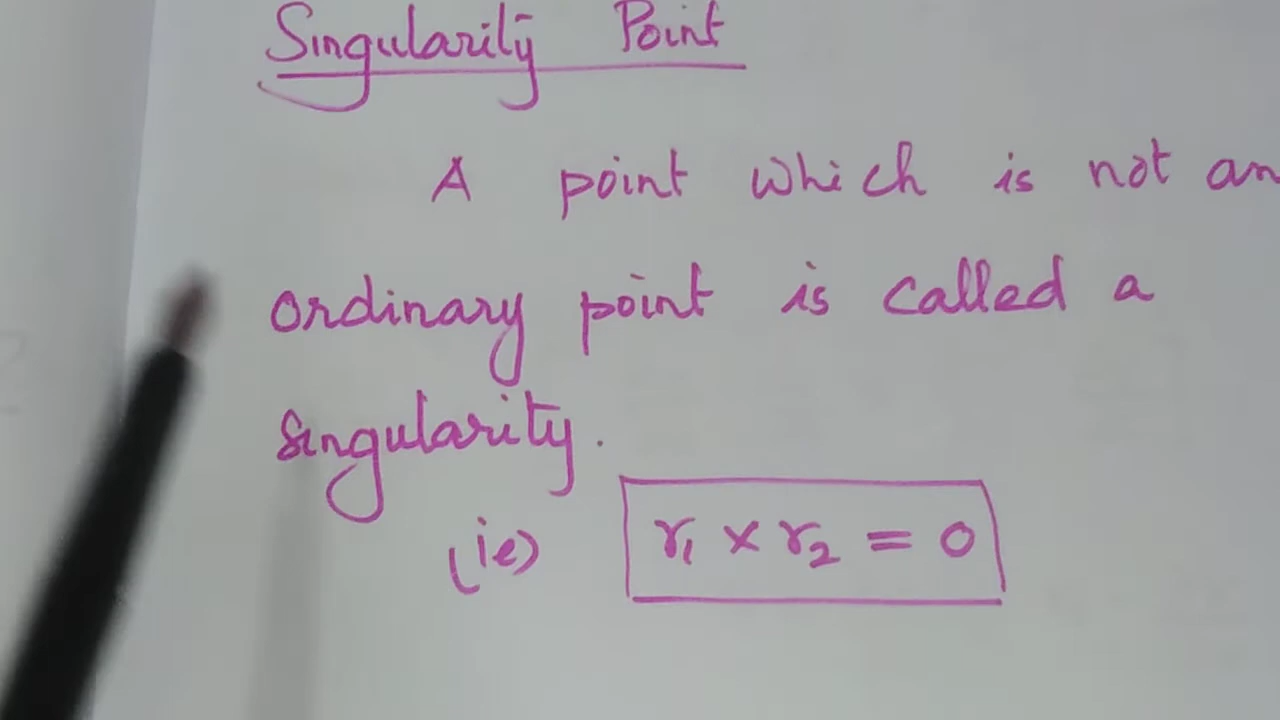 Singularity Point
A point which is not an
ordinary point is called a
singularity.
(ie) r₁ × r₂ = 0